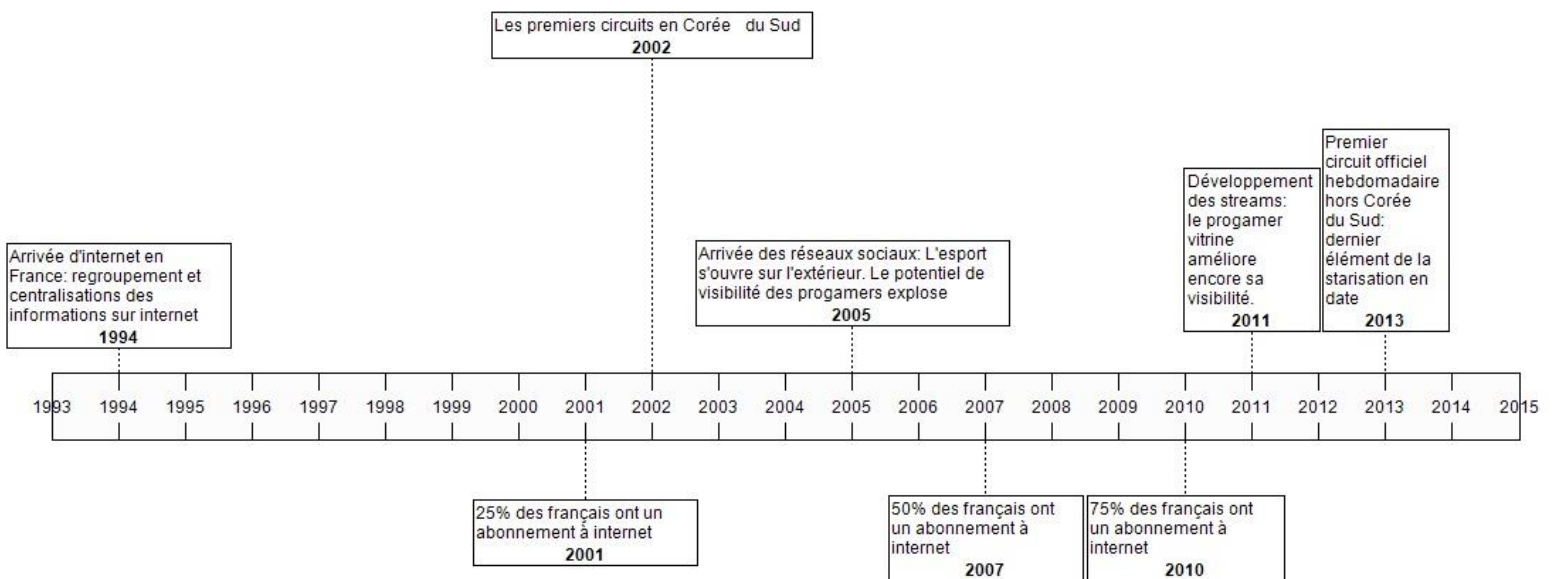 Les premiers circuits en Corée du Sud
2002
Premier
circuit officiel
hebdomadaire
hors Corée
du Sud:
dernier
élément de la
starisation en
date
2013
Développement
des streams:
le progamer
vitrine
améliore
encore sa
visibilité.
2011
Arrivée d'internet en
France: regroupement et
centralisations des
informations sur internet
1994
Arrivée des réseaux sociaux: L'esport
s'ouvre sur l'extérieur. Le potentiel de
visibilité des progamers explose
2005
1993 1994 1995 1996 1997 1998 1999 2000 2001 2002 2003 2004 2005 2006 2007 2008 2009 2010 2011 2012 2013 2014 2015
25% des français ont un
abonnement à internet
2001
50% des français ont
un abonnement à
internet
2007
75% des français ont
un abonnement à
internet
2010